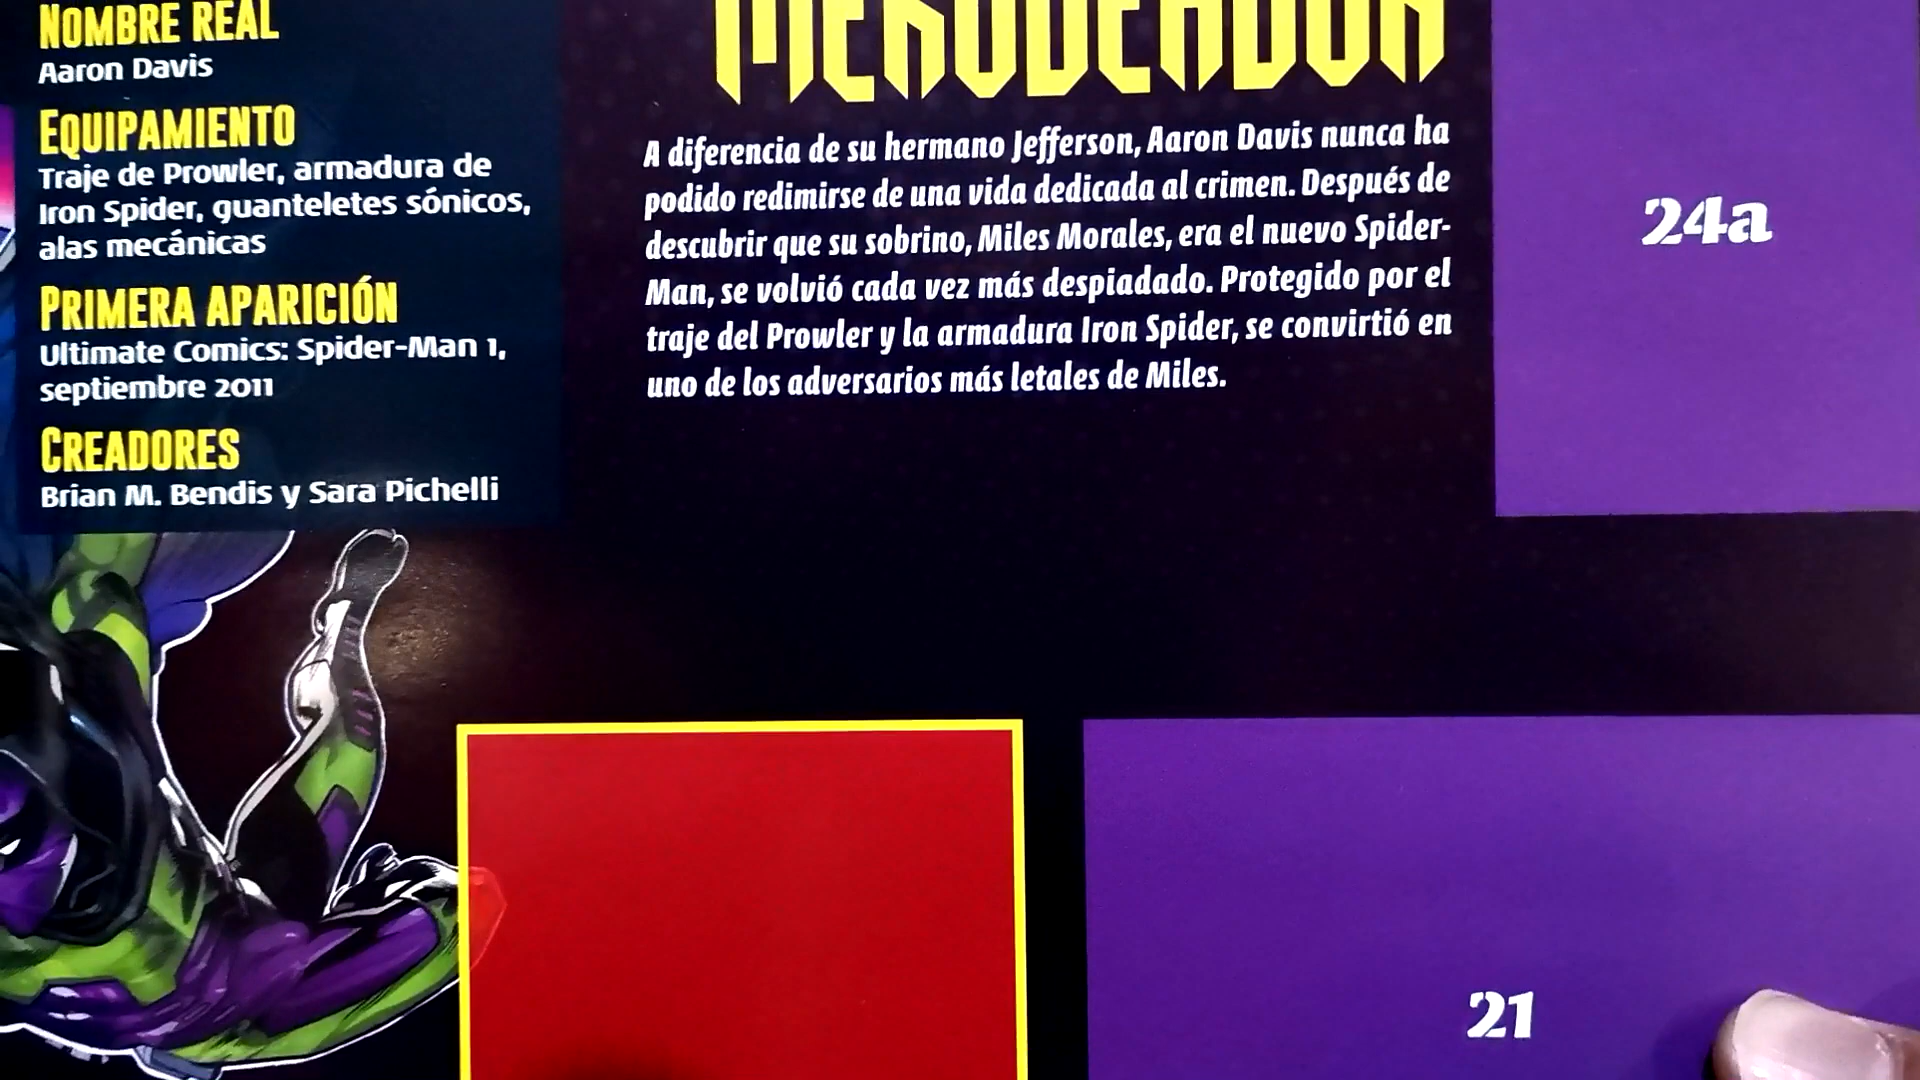 NOMBRE REAL
Aaron Davis
EQUIPAMIENTO
Traje de Prowler, armadura de
Iron Spider, guanteletes sónicos,
alas mecánicas
PRIMERA APARICIÓN
Ultimate Comics: Spider-Man 1,
septiembre 2011
CREADORES
Brian M. Bendis y Sara Pichelli
MERODEADOR
A diferencia de su hermano Jefferson, Aaron Davis nunca ha
podido redimirse de una vida dedicada al crimen. Después de
descubrir que su sobrino, Miles Morales, era el nuevo Spider-
Man, se volvió cada vez más despiadado. Protegido por el
traje del Prowler y la armadura Iron Spider, se convirtió en
uno de los adversarios más letales de Miles.
24a
21